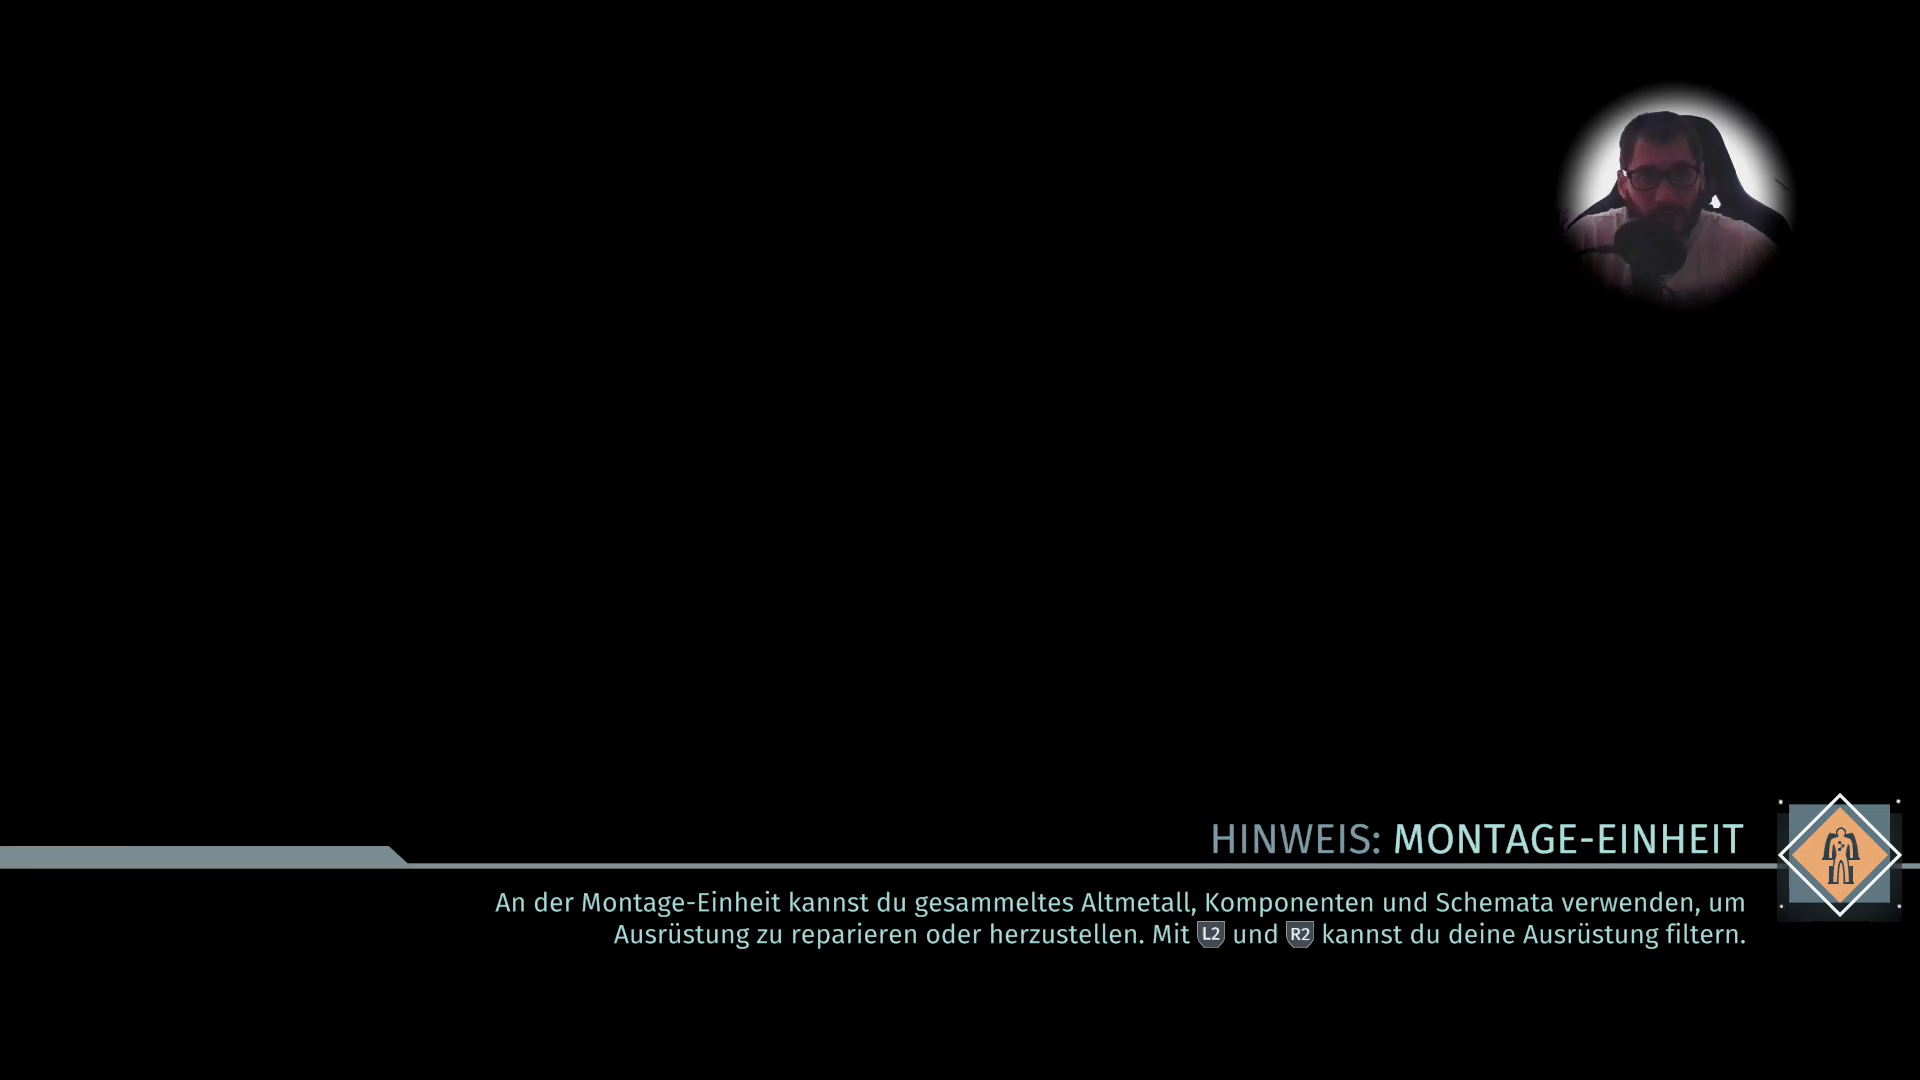 HINWEIS: MONTAGE-EINHEIT
An der Montage-Einheit kannst du gesammeltes Altmetall, Komponenten und Schemata verwenden, um
Ausrüstung zu reparieren oder herzustellen. Mit L2 und R2 kannst du deine Ausrüstung filtern.